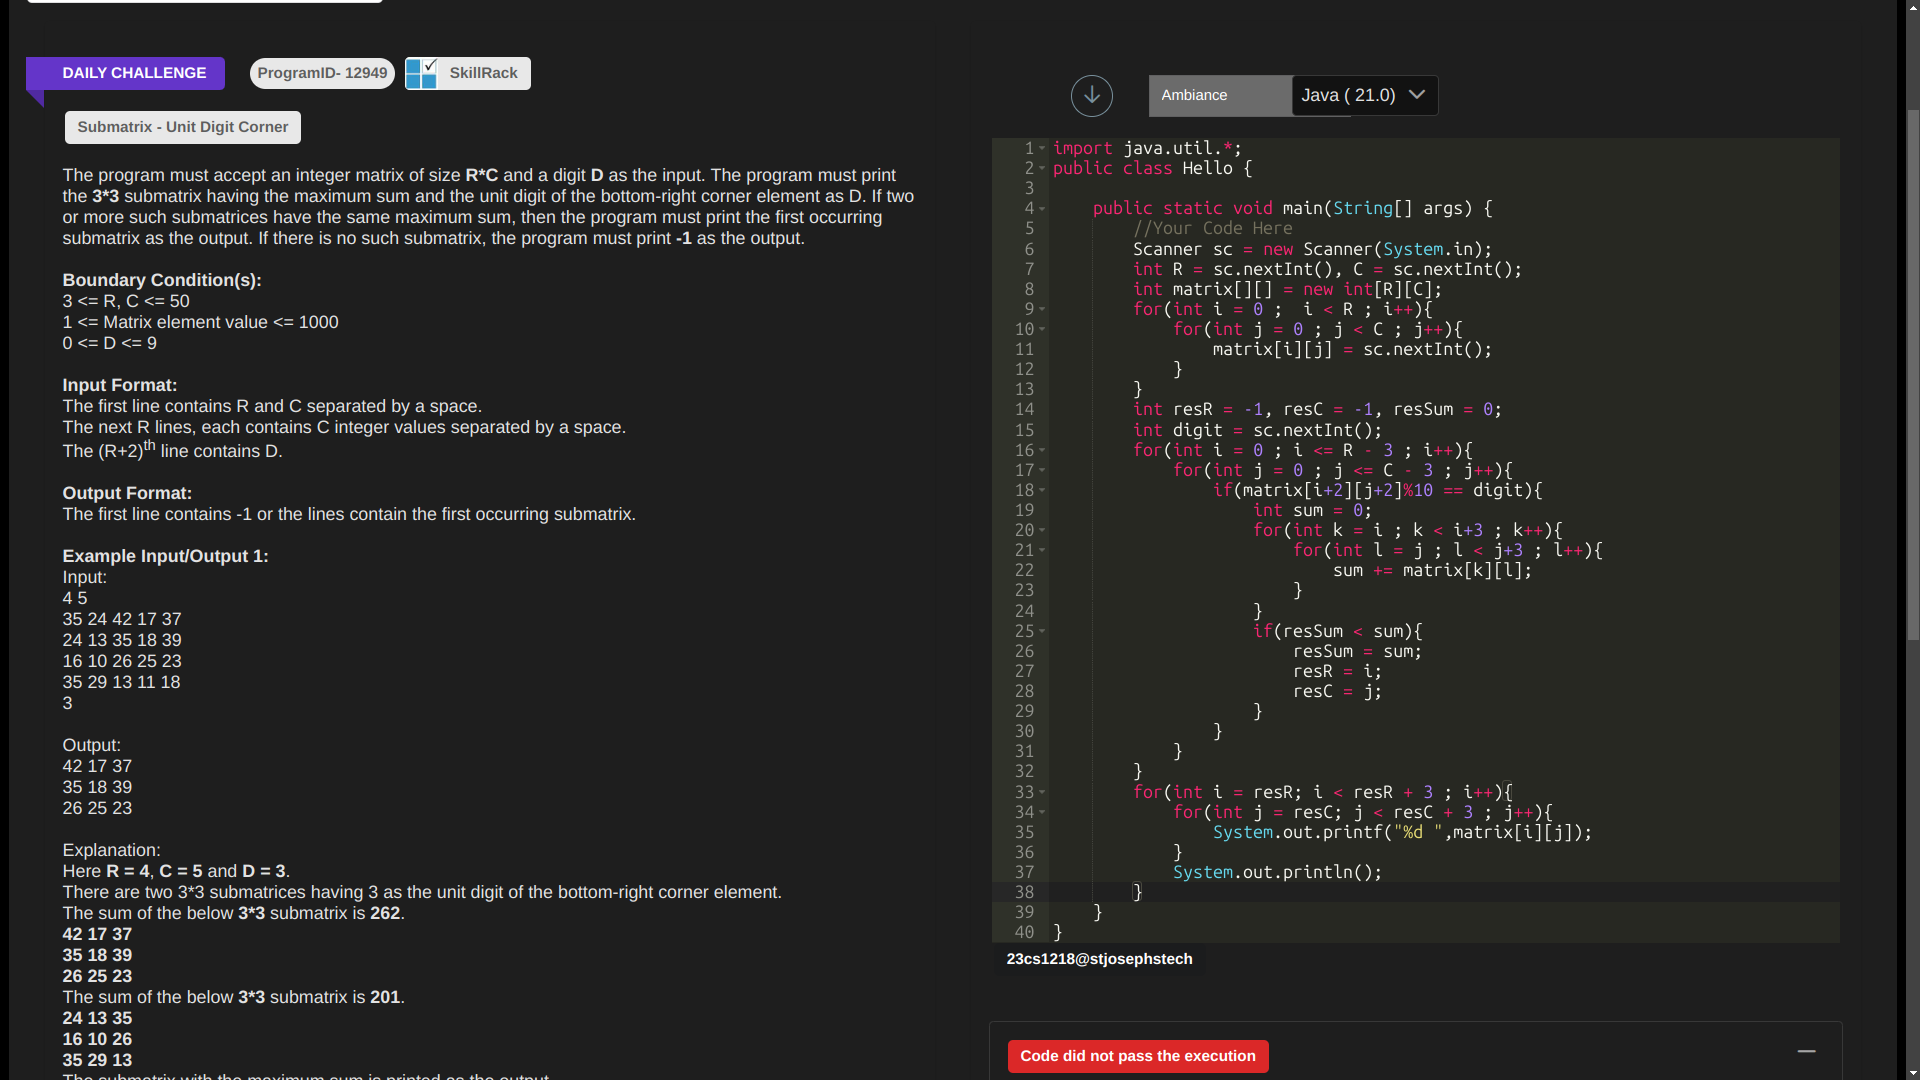 DAILY CHALLENGE
ProgramID- 12949
SkillRack
Submatrix - Unit Digit Corner
The program must accept an integer matrix of size R*C and a digit D as the input. The program must print
the 3*3 submatrix having the maximum sum and the unit digit of the bottom-right corner element as D. If two
or more such submatrices have the same maximum sum, then the program must print the first occurring
submatrix as the output. If there is no such submatrix, the program must print -1 as the output.
Boundary Condition(s):
3 <= R, C <= 50
1 <= Matrix element value <= 1000
0 <= D <= 9
Input Format:
The first line contains R and C separated by a space.
The next R lines, each contains C integer values separated by a space.
The (R+2)th line contains D.
Output Format:
The first line contains -1 or the lines contain the first occurring submatrix.
Example Input/Output 1:
Input:
4 5
35 24 42 17 37
24 13 35 18 39
16 10 26 25 23
35 29 13 11 18
3
Output:
42 17 37
35 18 39
26 25 23
Explanation:
Here R = 4, C = 5 and D = 3.
There are two 3*3 submatrices having 3 as the unit digit of the bottom-right corner element.
The sum of the below 3*3 submatrix is 262.
42 17 37
35 18 39
26 25 23
The sum of the below 3*3 submatrix is 201.
24 13 35
16 10 26
35 29 13
The submatrix with the maximum sum is printed as the output.
Ambiance
Java ( 21.0)
1 import java.util.*;
2 public class Hello {
3
4     public static void main(String[] args) {
5         //Your Code Here
6         Scanner sc = new Scanner(System.in);
7         int R = sc.nextInt(), C = sc.nextInt();
8         int matrix[][] = new int[R][C];
9         for(int i = 0 ;  i < R ; i++){
10             for(int j = 0 ; j < C ; j++){
11                 matrix[i][j] = sc.nextInt();
12             }
13         }
14         int resR = -1, resC = -1, resSum = 0;
15         int digit = sc.nextInt();
16         for(int i = 0 ; i <= R - 3 ; i++){
17             for(int j = 0 ; j <= C - 3 ; j++){
18                 if(matrix[i+2][j+2]%10 == digit){
19                     int sum = 0;
20                     for(int k = i ; k < i+3 ; k++){
21                         for(int l = j ; l < j+3 ; l++){
22                             sum += matrix[k][l];
23                         }
24                     }
25                     if(resSum < sum){
26                         resSum = sum;
27                         resR = i;
28                         resC = j;
29                     }
30                 }
31             }
32         }
33         for(int i = resR; i < resR + 3 ; i++){
34             for(int j = resC; j < resC + 3 ; j++){
35                 System.out.printf("%d ",matrix[i][j]);
36             }
37             System.out.println();
38         }
39     }
40 }
23cs1218@stjosephstech
Code did not pass the execution